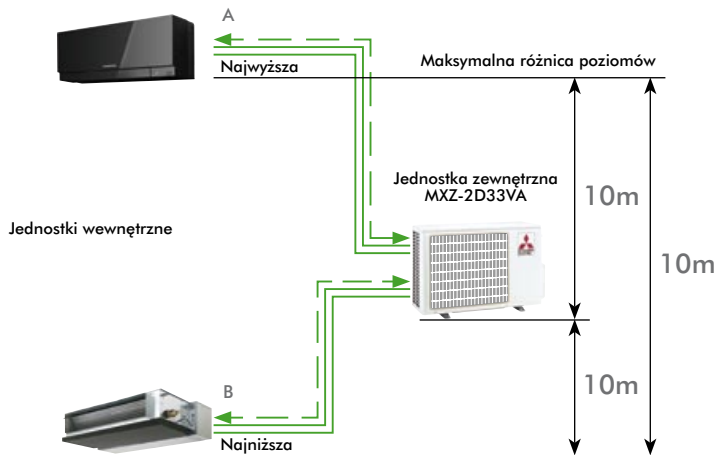 A
Najwyższa
Maksymalna różnica poziomów
Jednostka zewnętrzna
MXZ-2D33VA
10m
Jednostki wewnętrzne
10m
10m
B
Najniższa